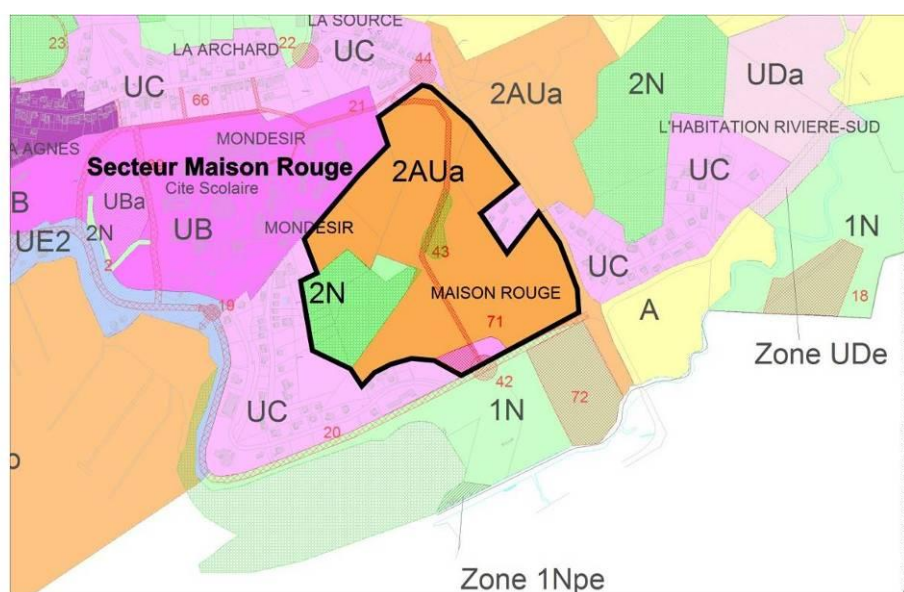 LA SOURCE
23
LA ARCHARD
22
UC
44
UC
66
2AUa
2N
UDa
21
MONDESIR
L'HABITATION RIVIERE-SUD
A AGNES
Secteur Maison Rouge
2AUa
UC
Cite Scolaire
B
UBa
UB
MONDESIR
1N
UE2
2N
43
UC
2
2N
MAISON ROUGE
A
19
71
18
Zone UDe
42
UC
1N
72
20
Zone 1Npe